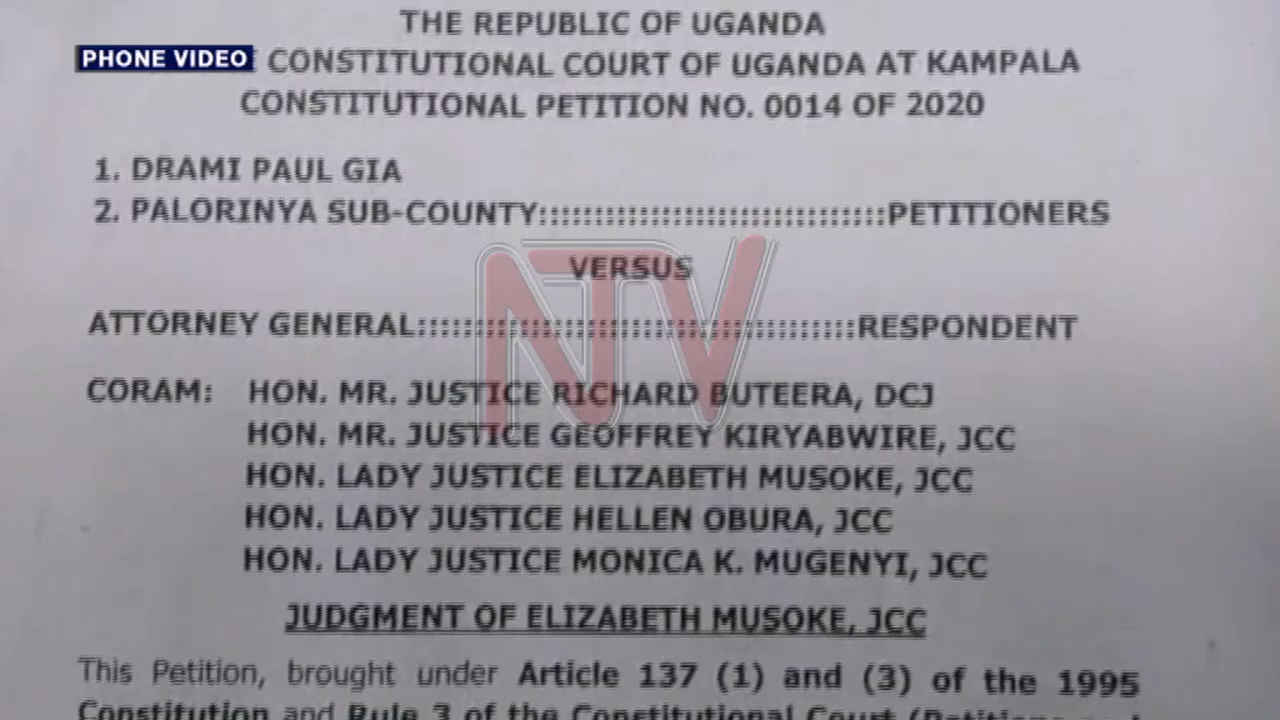 THE REPUBLIC OF UGANDA
PHONE VIDEO
CONSTITUTIONAL COURT OF UGANDA AT KAMPALA
CONSTITUTIONAL PETITION NO. 0014 OF 2020
1. DRAMI PAUL GIA
2. PALORINYA SUB-COUNTY::::::::::::::::::::::::::::::::PETITIONERS
NTV
VERSUS
ATTORNEY GENERAL::::::::::::::::::::::::::::::::::::::::RESPONDENT
CORAM: HON. MR. JUSTICE RICHARD BUTEERA, DCJ
HON. MR. JUSTICE GEOFFREY KIRYABWIRE, JCC
HON. LADY JUSTICE ELIZABETH MUSOKE, JCC
HON. LADY JUSTICE HELLEN OBURA, JCC
HON. LADY JUSTICE MONICA K. MUGENYI, JCC
JUDGMENT OF ELIZABETH MUSOKE, JCC
This Petition, brought under Article 137 (1) and (3) of the 1995
Constitution and Rule 3 of the Constitutional Court (Petitions and